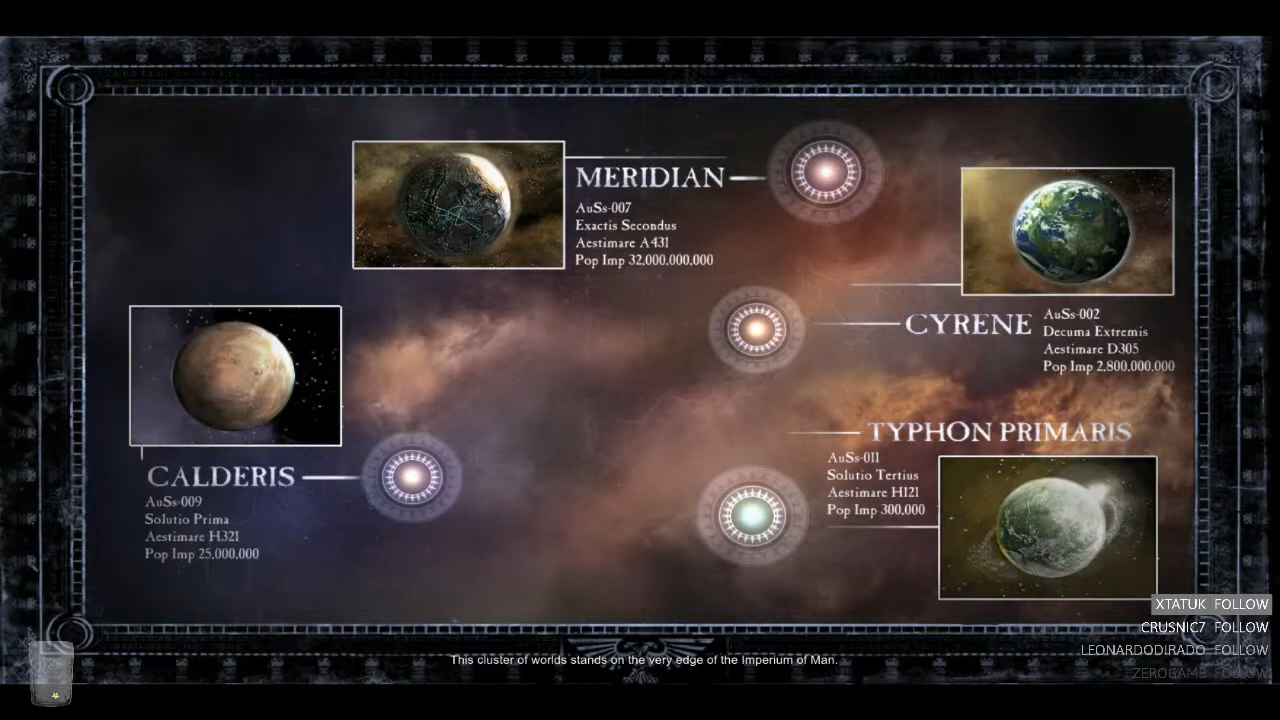 MERIDIAN
AuSs-007
Exactis Secondus
Aestimare A431
Pop Imp 32,000,000,000
CYRENE
AuSs-002
Decuma Extremis
Aestimare D305
Pop Imp 2,800,000,000
TYPHON PRIMARIS
AuSs-011
Solutio Tertius
Aestimare H121
Pop Imp 300,000
CALDERIS
AuSs-009
Solutio Prima
Aestimare H321
Pop Imp 25,000,000
XTATUK FOLLOW
CRUSNIC7 FOLLOW
LEONARDODIRADO FOLLOW
ZEROGAME FOLLOW
This cluster of worlds stands on the very edge of the Imperium of Man.